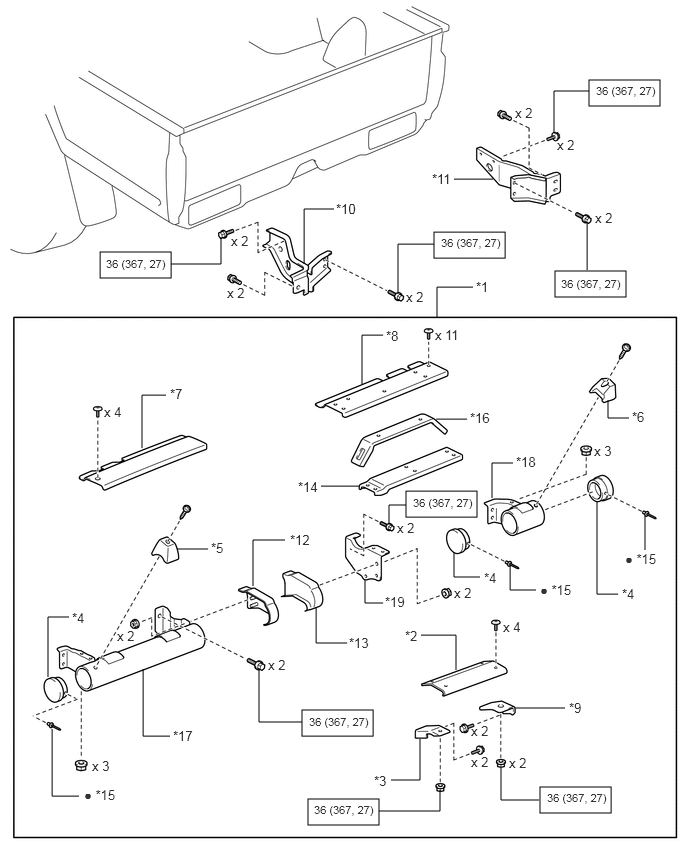 36 (367, 27)
x 2
x 2
*11
x 2
*10
x 2
36 (367, 27)
36 (367, 27)
36 (367, 27)
x 2
x 2
*1
*8
x 11
*7
x 4
*16
*6
*18
x 3
*14
36 (367, 27)
x 2
*5
*12
*4
*15
*15
*4
x 2
*19
*13
*4
x 2
*2
x 4
x 2
*9
36 (367, 27)
*17
x 2
x 3
x 2
x 2
*3
*15
36 (367, 27)
36 (367, 27)